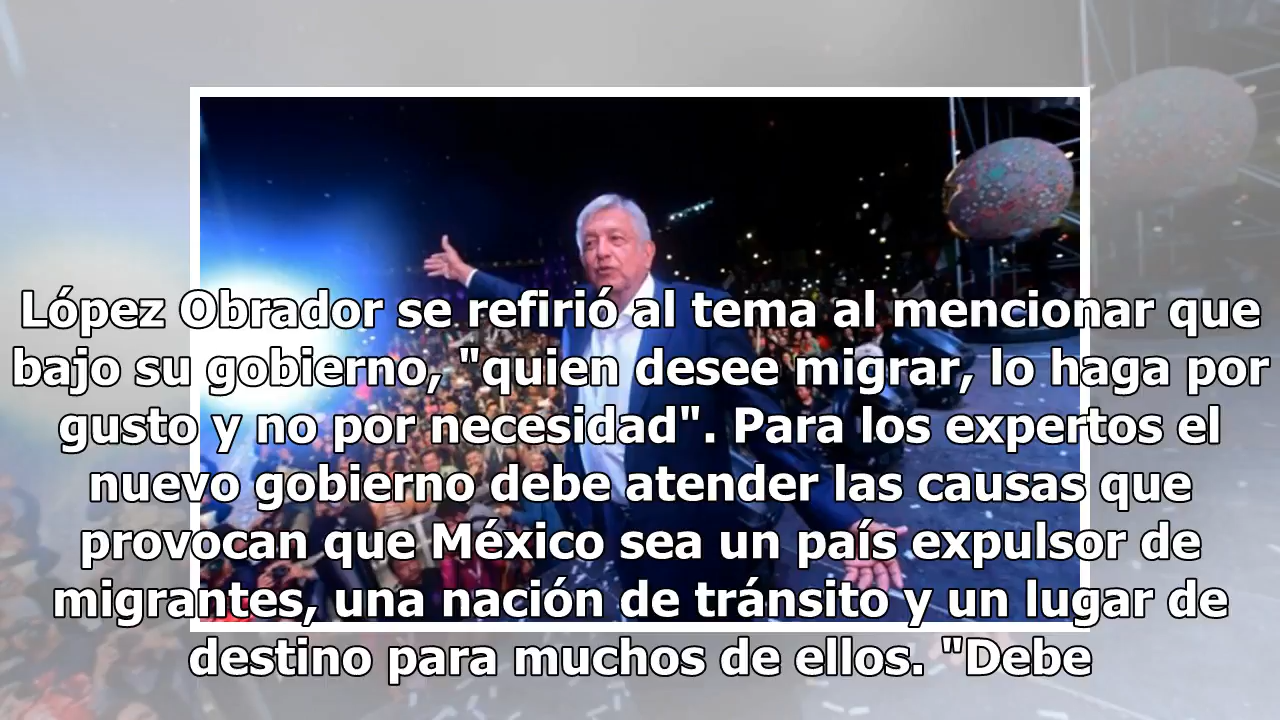 López Obrador se refirió al tema al mencionar que
bajo su gobierno, "quien desee migrar, lo haga por
gusto y no por necesidad". Para los expertos el
nuevo gobierno debe atender las causas que
provocan que México sea un país expulsor de
migrantes, una nación de tránsito y un lugar de
destino para muchos de ellos. "Debe